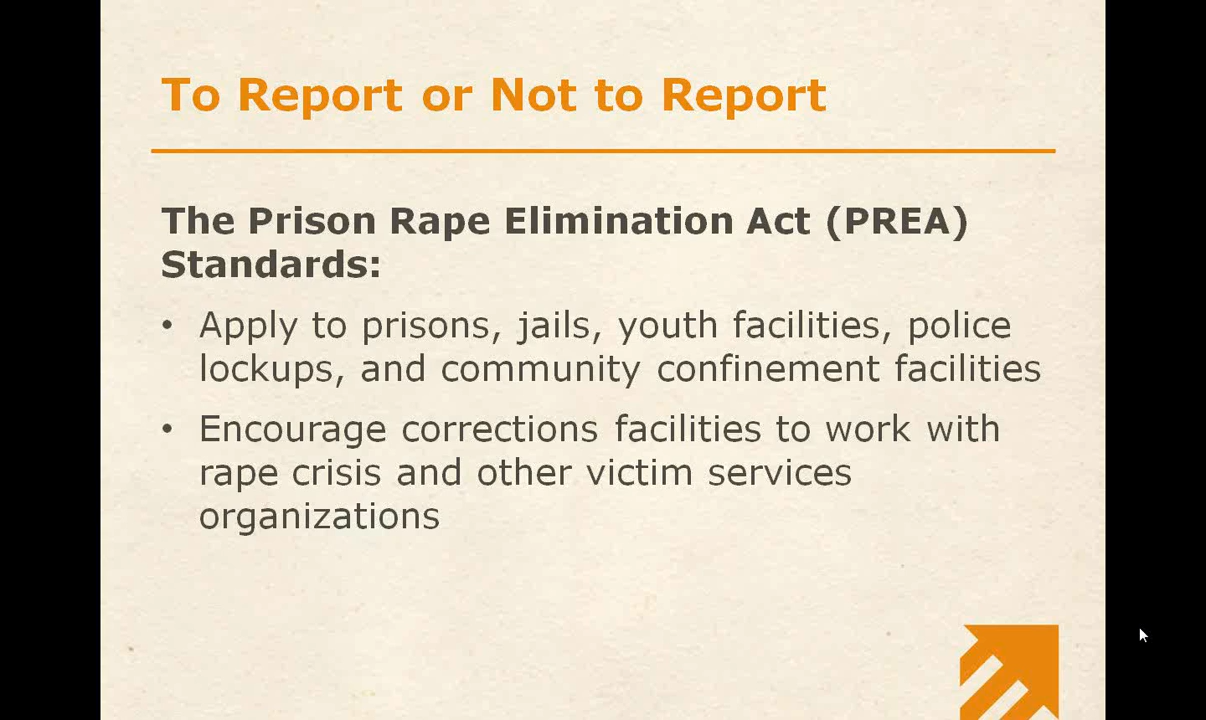 To Report or Not to Report
The Prison Rape Elimination Act (PREA)
Standards:
• Apply to prisons, jails, youth facilities, police
lockups, and community confinement facilities
• Encourage corrections facilities to work with
rape crisis and other victim services
organizations